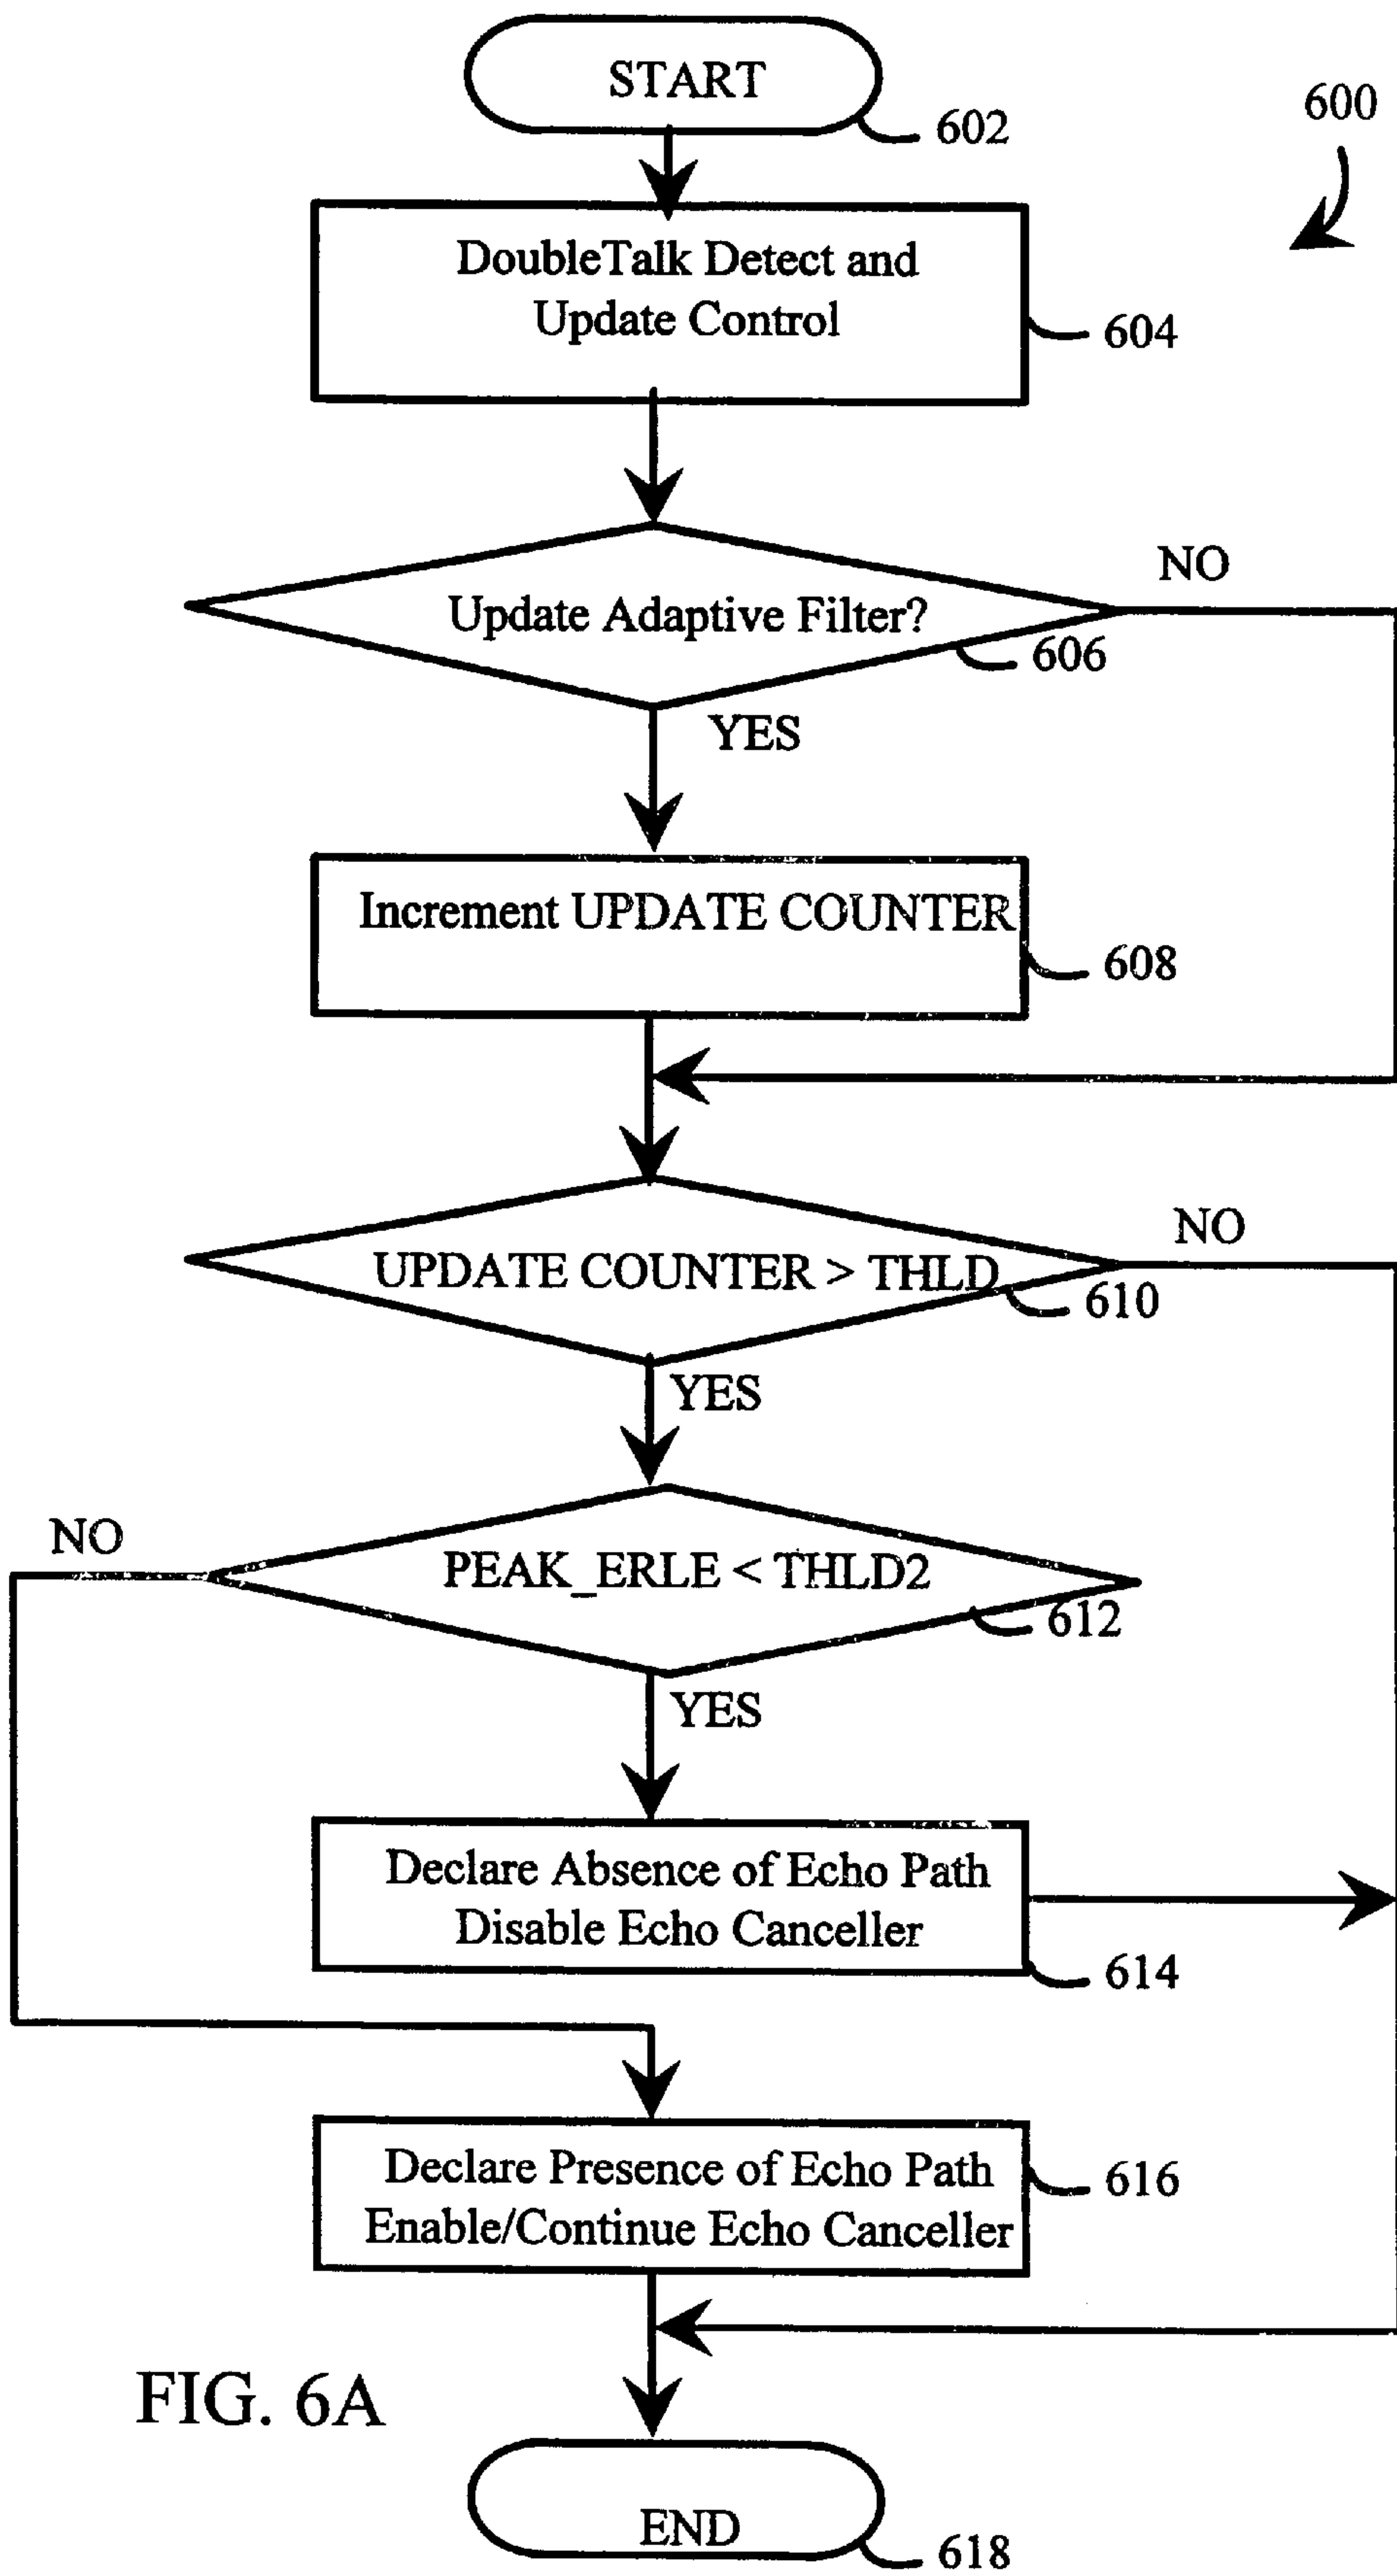 START
602
600
DoubleTalk Detect and
Update Control
604
NO
Update Adaptive Filter?
606
YES
Increment UPDATE COUNTER
608
NO
UPDATE COUNTER > THLD
610
YES
NO
PEAK_ERLE < THLD2
612
YES
Declare Absence of Echo Path
Disable Echo Canceller
614
Declare Presence of Echo Path
Enable/Continue Echo Canceller
616
FIG. 6A
END
618